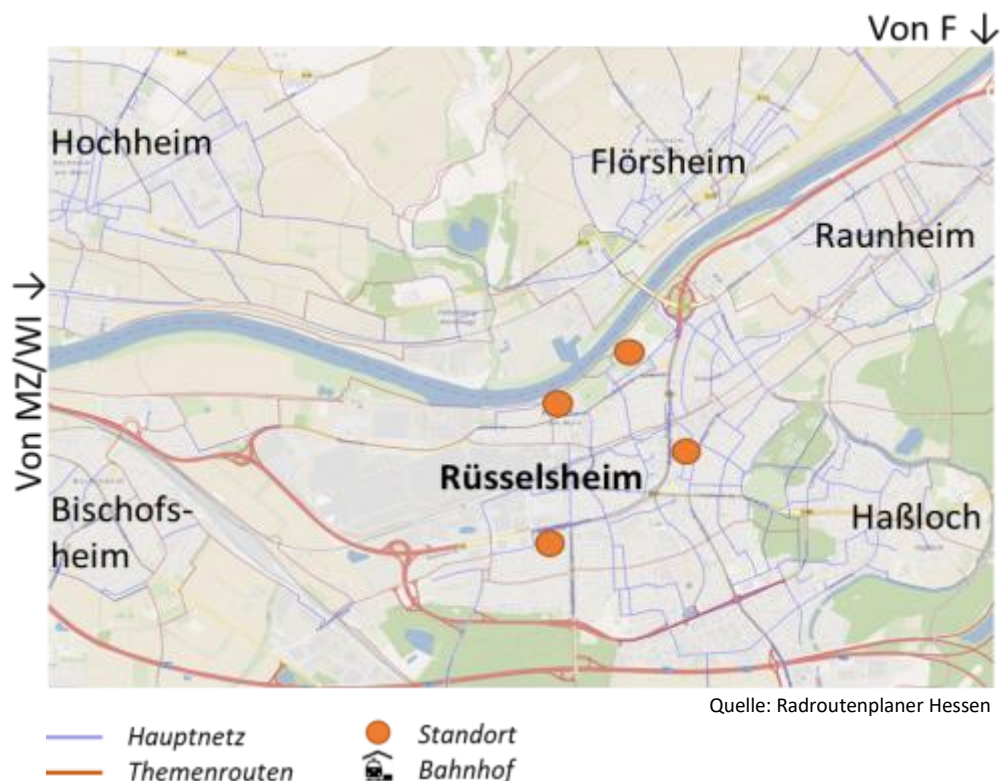 Von F ↓
Hochheim
Flörsheim
Raunheim
Von MZ/WI ↓
Rüsselsheim
Bischofs-
heim
Haßloch
Quelle: Radroutenplaner Hessen
Hauptnetz
Standort
Themenrouten
Bahnhof